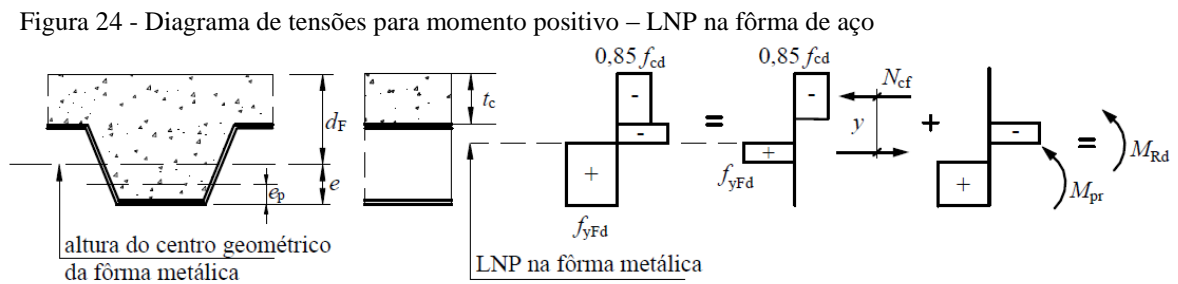 Figura 24 - Diagrama de tensões para momento positivo – LNP na fôrma de aço
0,85 fcd
0,85 fcd
Ncf
tc
dF
-
-
y
=
+
-
=
MRd
+
+
+
e
ep
fyFd
Mpr
fyFd
altura do centro geométrico
da fôrma metálica
LNP na fôrma metálica